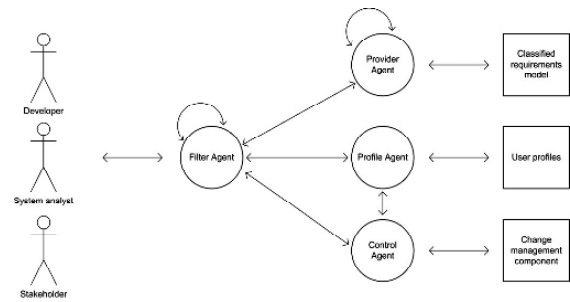 Developer
System analyst
Stakeholder
Filter Agent
Provider
Agent
Profile Agent
Control
Agent
Classified
requirements
model
User profiles
Change
management
component